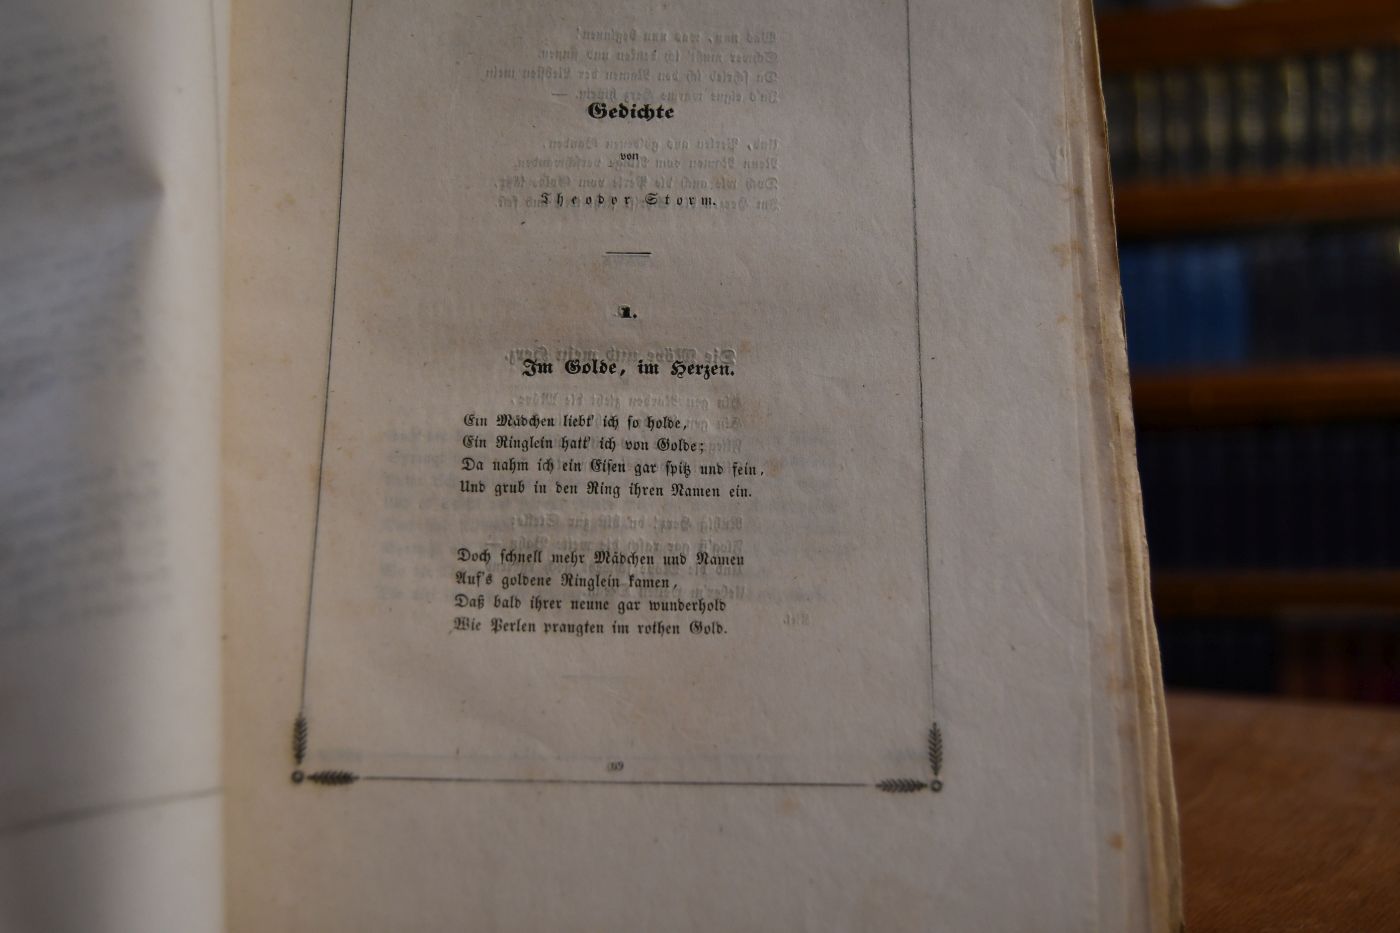 Gedichte
von
Theodor Storm.
1.
Im Golde, im Herzen.
Ein Mädchen liebt' ich so holde,
Ein Ringlein hatt' ich von Golde;
Da nahm ich ein Eisen gar spitz und fein,
Und grub in den Ring ihren Namen ein.
Doch schnell mehr Mädchen und Namen
Auf's goldene Ringlein kamen,
Daß bald ihrer neune gar wunderhold
Wie Perlen prangten im rothen Gold.
69